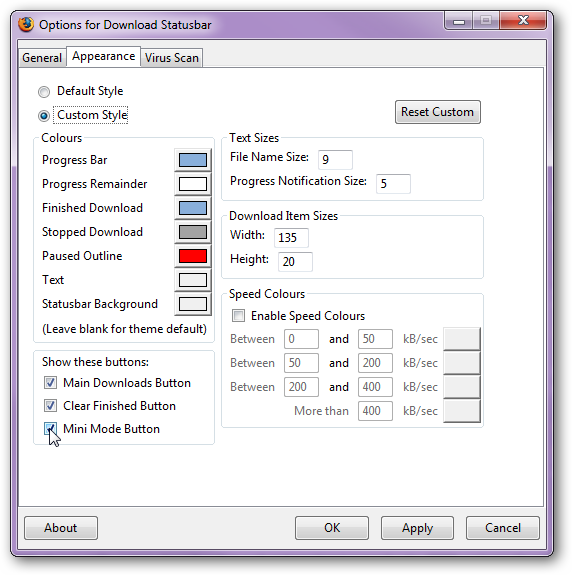 Options for Download Statusbar
General Appearance Virus Scan
Default Style
Custom Style
Reset Custom
Colours
Progress Bar
Progress Remainder
Finished Download
Stopped Download
Paused Outline
Text
Statusbar Background
(Leave blank for theme default)
Show these buttons:
Main Downloads Button
Clear Finished Button
Mini Mode Button
Text Sizes
File Name Size: 9
Progress Notification Size: 5
Download Item Sizes
Width: 135
Height: 20
Speed Colours
Enable Speed Colours
Between 0 and 50 kB/sec
Between 50 and 200 kB/sec
Between 200 and 400 kB/sec
More than 400 kB/sec
About OK Apply Cancel